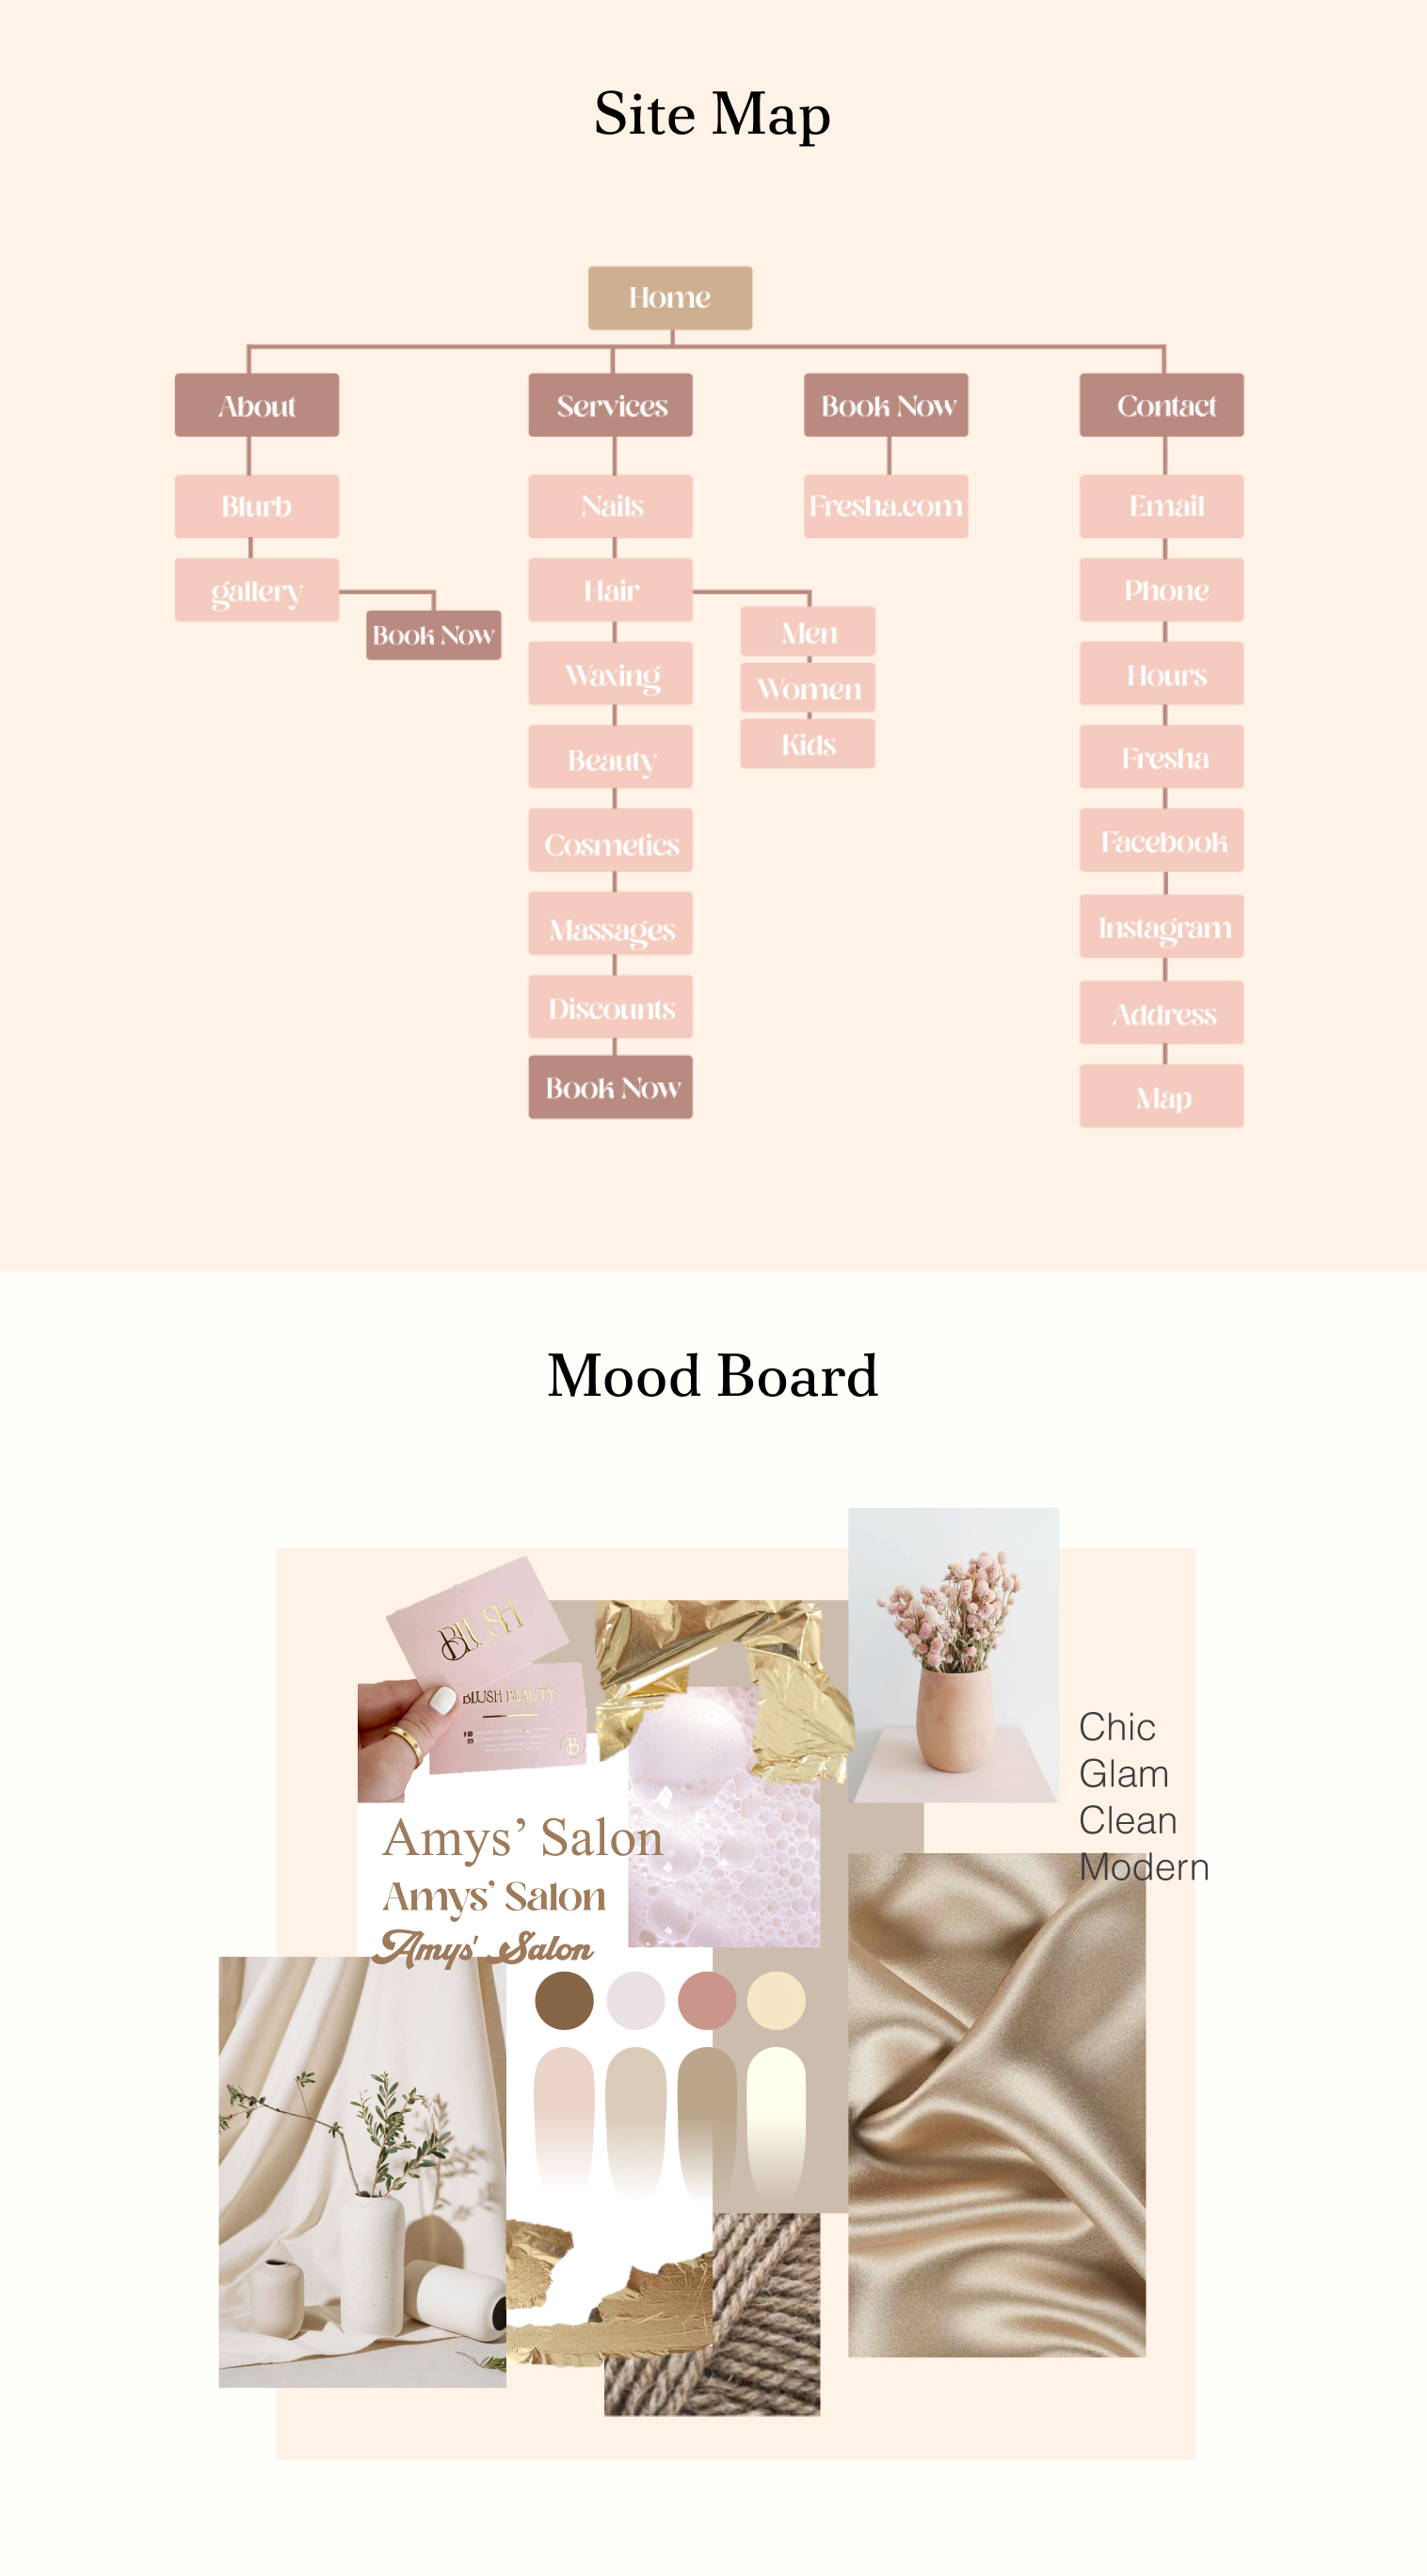 Site Map
Home
About
Services
Book Now
Contact
Blurb
Nails
Fresha.com
Email
gallery
Book Now
Hair
Men
Women
Kids
Phone
Waxing
Hours
Beauty
Fresha
Cosmetics
Facebook
Massages
Instagram
Discounts
Address
Book Now
Map
Mood Board
BLUSH
BLUSH BEAUTY
B
Chic
Glam
Clean
Modern
Amys’ Salon
Amys’ Salon
Amys' Salon